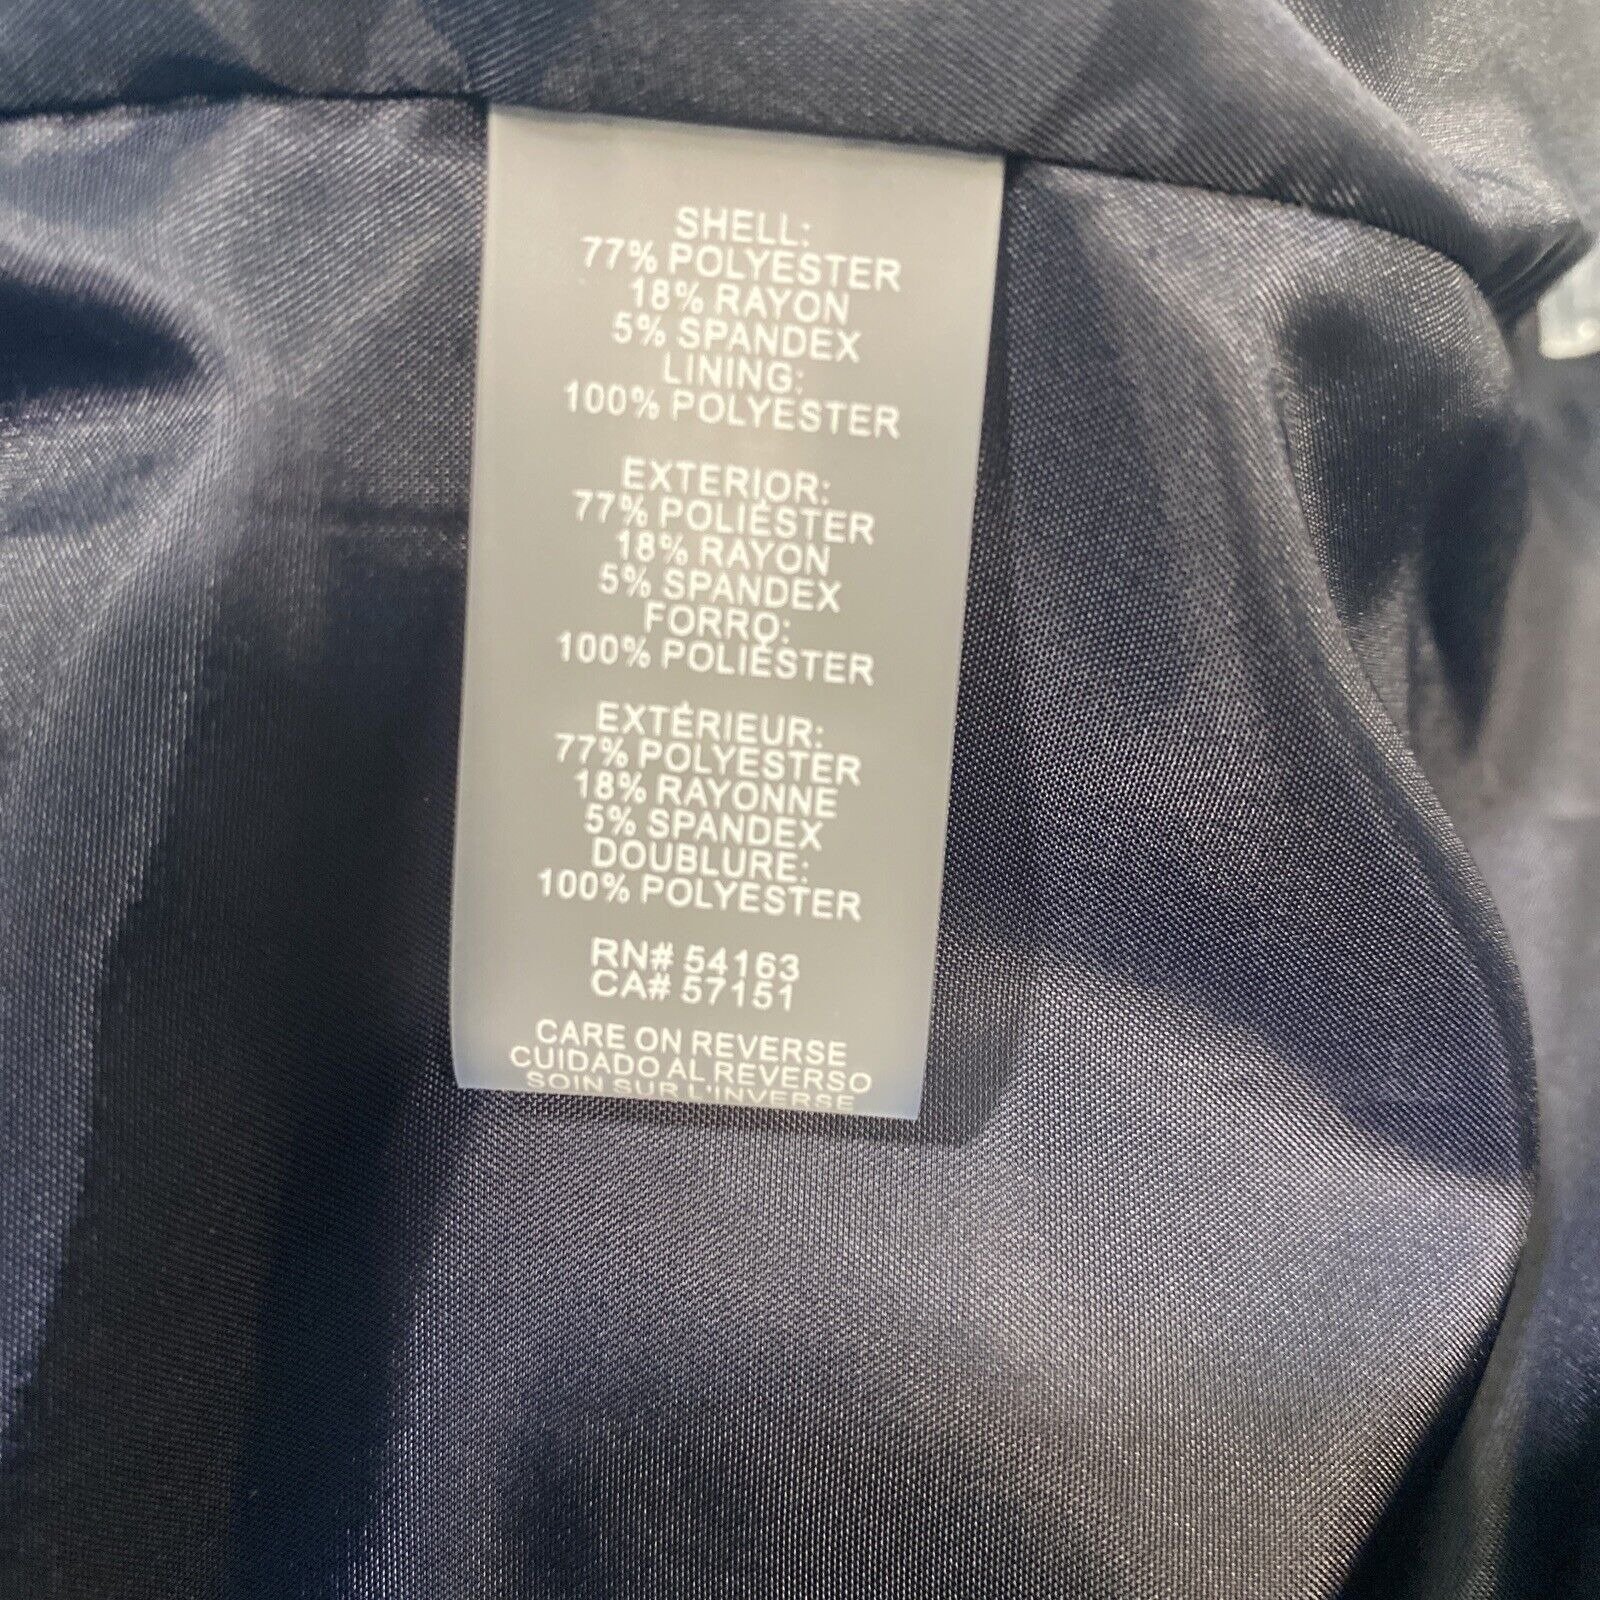 SHELL:
77% POLYESTER
18% RAYON
5% SPANDEX
LINING:
100% POLYESTER
EXTERIOR:
77% POLIÉSTER
18% RAYON
5% SPANDEX
FORRO:
100% POLIÉSTER
EXTÉRIEUR:
77% POLYESTER
18% RAYONNE
5% SPANDEX
DOUBLURE:
100% POLYESTER
RN# 54163
CA# 57151
CARE ON REVERSE
CUIDADO AL REVERSO
SOIN SUR L'INVERSE